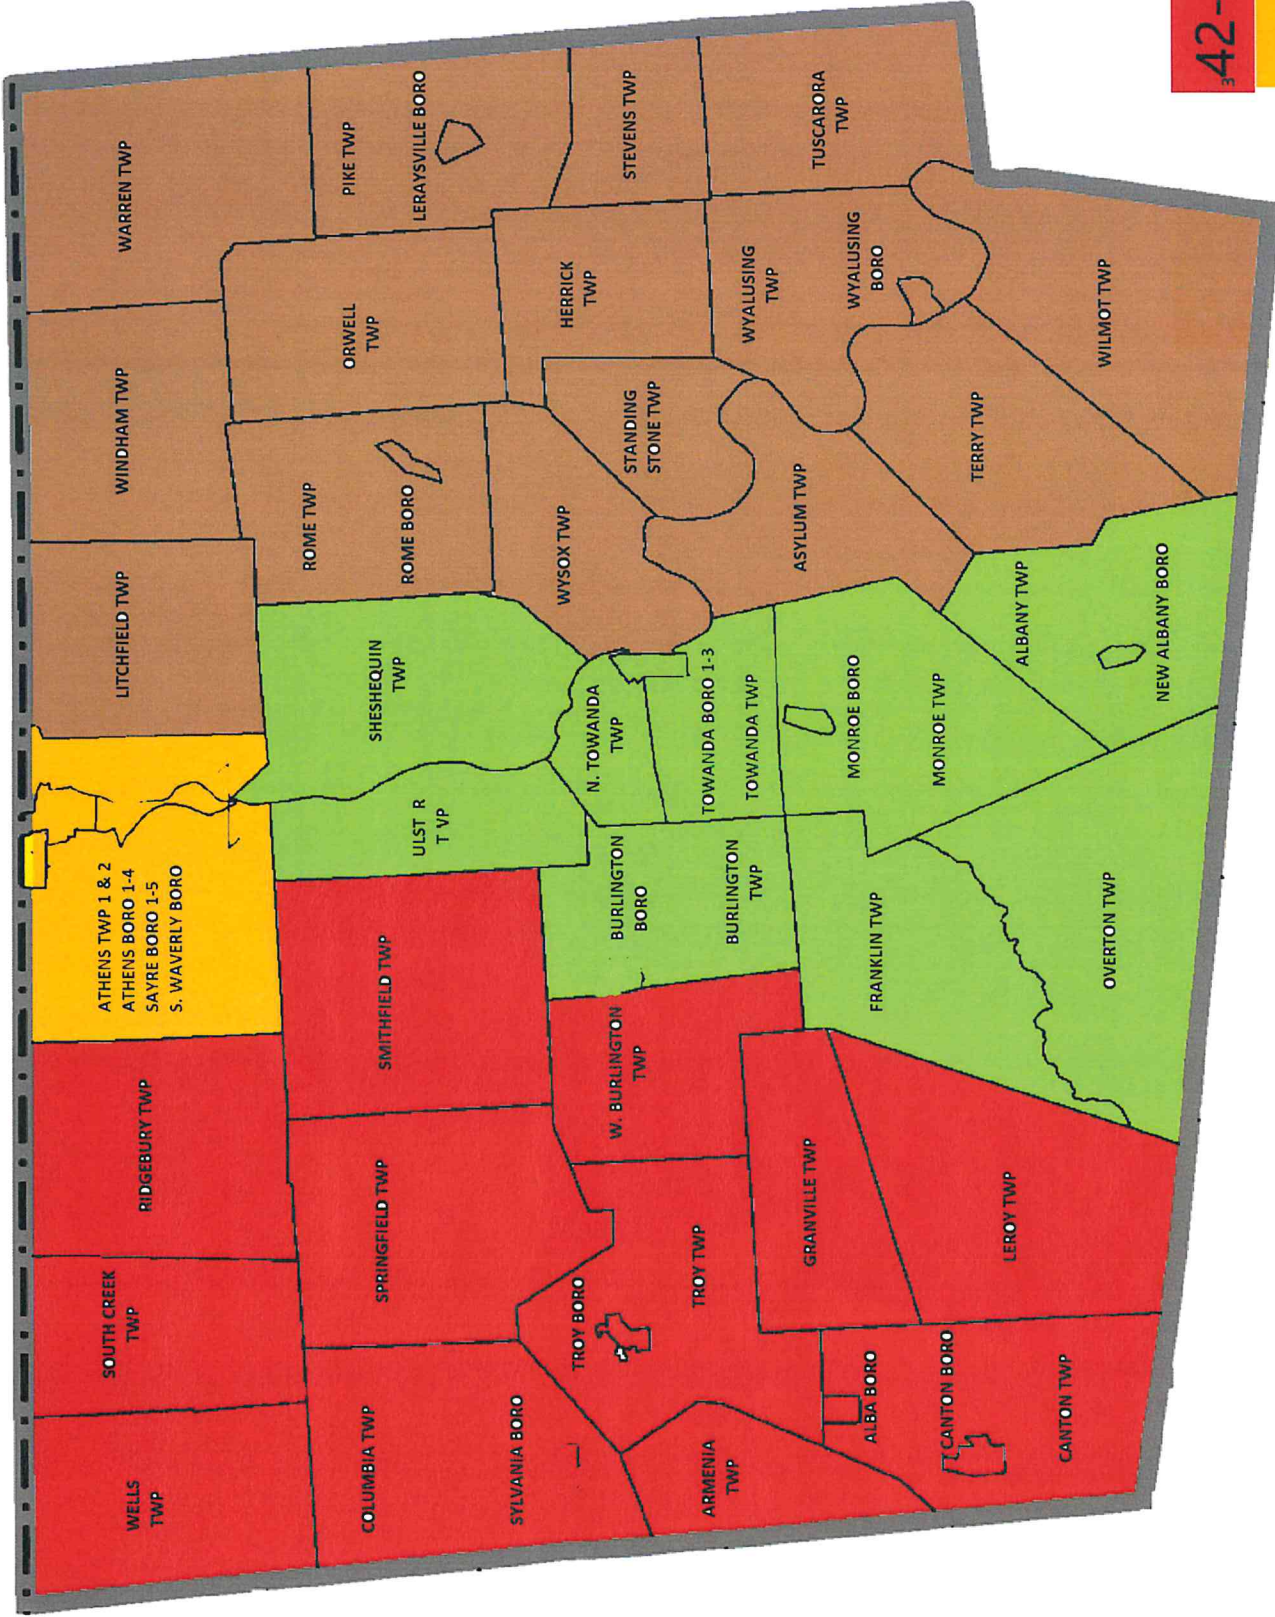 WELLS
TWP
SOUTH CREEK
TWP
RIDGEBURY TWP
ATHENS TWP 1 & 2
ATHENS BORO 1-4
SAYRE BORO 1-5
S. WAVERLY BORO
LITCHFIELD TWP
WINDHAM TWP
WARREN TWP
COLUMBIA TWP
SYLVANIA BORO
SPRINGFIELD TWP
SMITHFIELD TWP
ULST R
T VP
SHESHEQUIN
TWP
ROME TWP
ROME BORO
ORWELL
TWP
PIKE TWP
LERAYSVILLE BORO
ARMENIA
TWP
TROY BORO
TROY TWP
W. BURLINGTON
TWP
BURLINGTON
BORO
BURLINGTON
TWP
N. TOWANDA
TWP
TOWANDA BORO 1-3
TOWANDA TWP
WYSOX TWP
STANDING
STONE TWP
HERRICK
TWP
STEVENS TWP
ALBA BORO
CANTON BORO
CANTON TWP
GRANVILLE TWP
LEROY TWP
FRANKLIN TWP
OVERTON TWP
MONROE BORO
MONROE TWP
ALBANY TWP
NEW ALBANY BORO
ASYLUM TWP
TERRY TWP
WYALUSING
TWP
WYALUSING
BORO
WILMOT TWP
TUSCARORA
TWP
3
42-